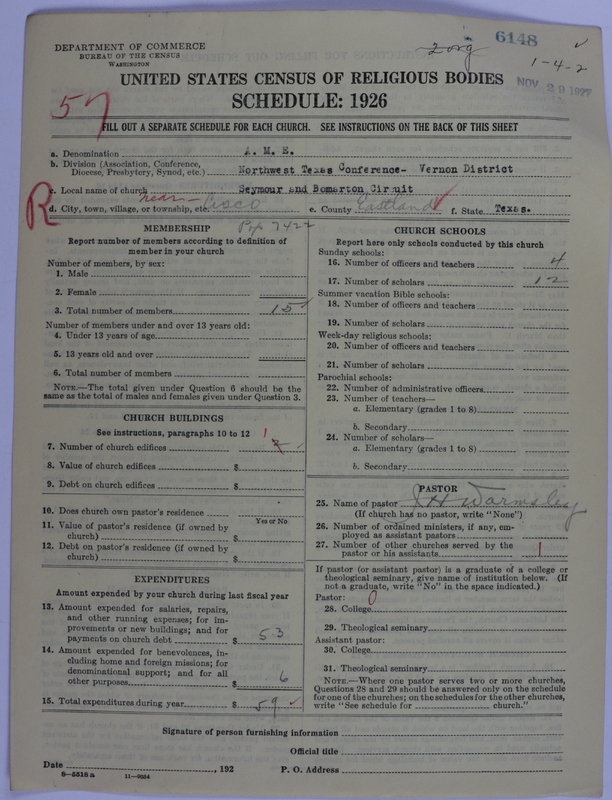 DEPARTMENT OF COMMERCE
BUREAU OF THE CENSUS
WASHINGTON
2 org
6148
1-4-2
NOV 29 1927
UNITED STATES CENSUS OF RELIGIOUS BODIES
SCHEDULE: 1926
57
FILL OUT A SEPARATE SCHEDULE FOR EACH CHURCH. SEE INSTRUCTIONS ON THE BACK OF THIS SHEET
a. Denomination A. M. E.
b. Division (Association, Conference,
Diocese, Presbytery, Synod, etc.) Northwest Texas Conference- Vernon District
c. Local name of church Seymour and Bomarton Circuit
R
d. City, town, village, or township, etc. near- Cisco e. County Eastland f. State Texas.
Pop 7422
MEMBERSHIP
Report number of members according to definition of
member in your church
Number of members, by sex:
1. Male
2. Female
3. Total number of members 15
Number of members under and over 13 years old:
4. Under 13 years of age
5. 13 years old and over
6. Total number of members
NOTE.—The total given under Question 6 should be the
same as the total of males and females given under Question 3.
CHURCH BUILDINGS
See instructions, paragraphs 10 to 12
1
7. Number of church edifices 2
8. Value of church edifices $
9. Debt on church edifices $
10. Does church own pastor's residence
Yes or No
11. Value of pastor's residence (if owned by
church) $
12. Debt on pastor's residence (if owned by
church) $
EXPENDITURES
Amount expended by your church during last fiscal year
13. Amount expended for salaries, repairs,
and other running expenses; for im-
provements or new buildings; and for
payments on church debt $ 53
14. Amount expended for benevolences, in-
cluding home and foreign missions; for
denominational support; and for all
other purposes $ 6
15. Total expenditures during year $ 59
CHURCH SCHOOLS
Report here only schools conducted by this church
Sunday schools:
16. Number of officers and teachers 4
17. Number of scholars 12
Summer vacation Bible schools:
18. Number of officers and teachers
19. Number of scholars
Week-day religious schools:
20. Number of officers and teachers
21. Number of scholars
Parochial schools:
22. Number of administrative officers
23. Number of teachers—
a. Elementary (grades 1 to 8)
b. Secondary
24. Number of scholars—
a. Elementary (grades 1 to 8)
b. Secondary
PASTOR
25. Name of pastor J H Warmsley
(If church has no pastor, write "None")
26. Number of ordained ministers, if any, em-
ployed as assistant pastors
27. Number of other churches served by the
pastor or his assistants 1
If pastor (or assistant pastor) is a graduate of a college or
theological seminary, give name of institution below. (If
not a graduate, write "No" in the space indicated.)
Pastor: 0
28. College
29. Theological seminary
Assistant pastor:
30. College
31. Theological seminary
NOTE.—Where one pastor serves two or more churches,
Questions 28 and 29 should be answered only on the schedule
for one of the churches; on the schedules for the other churches,
write "See schedule for church."
Signature of person furnishing information
Official title
Date , 192 P. O. Address
8-5518 a 11-9064